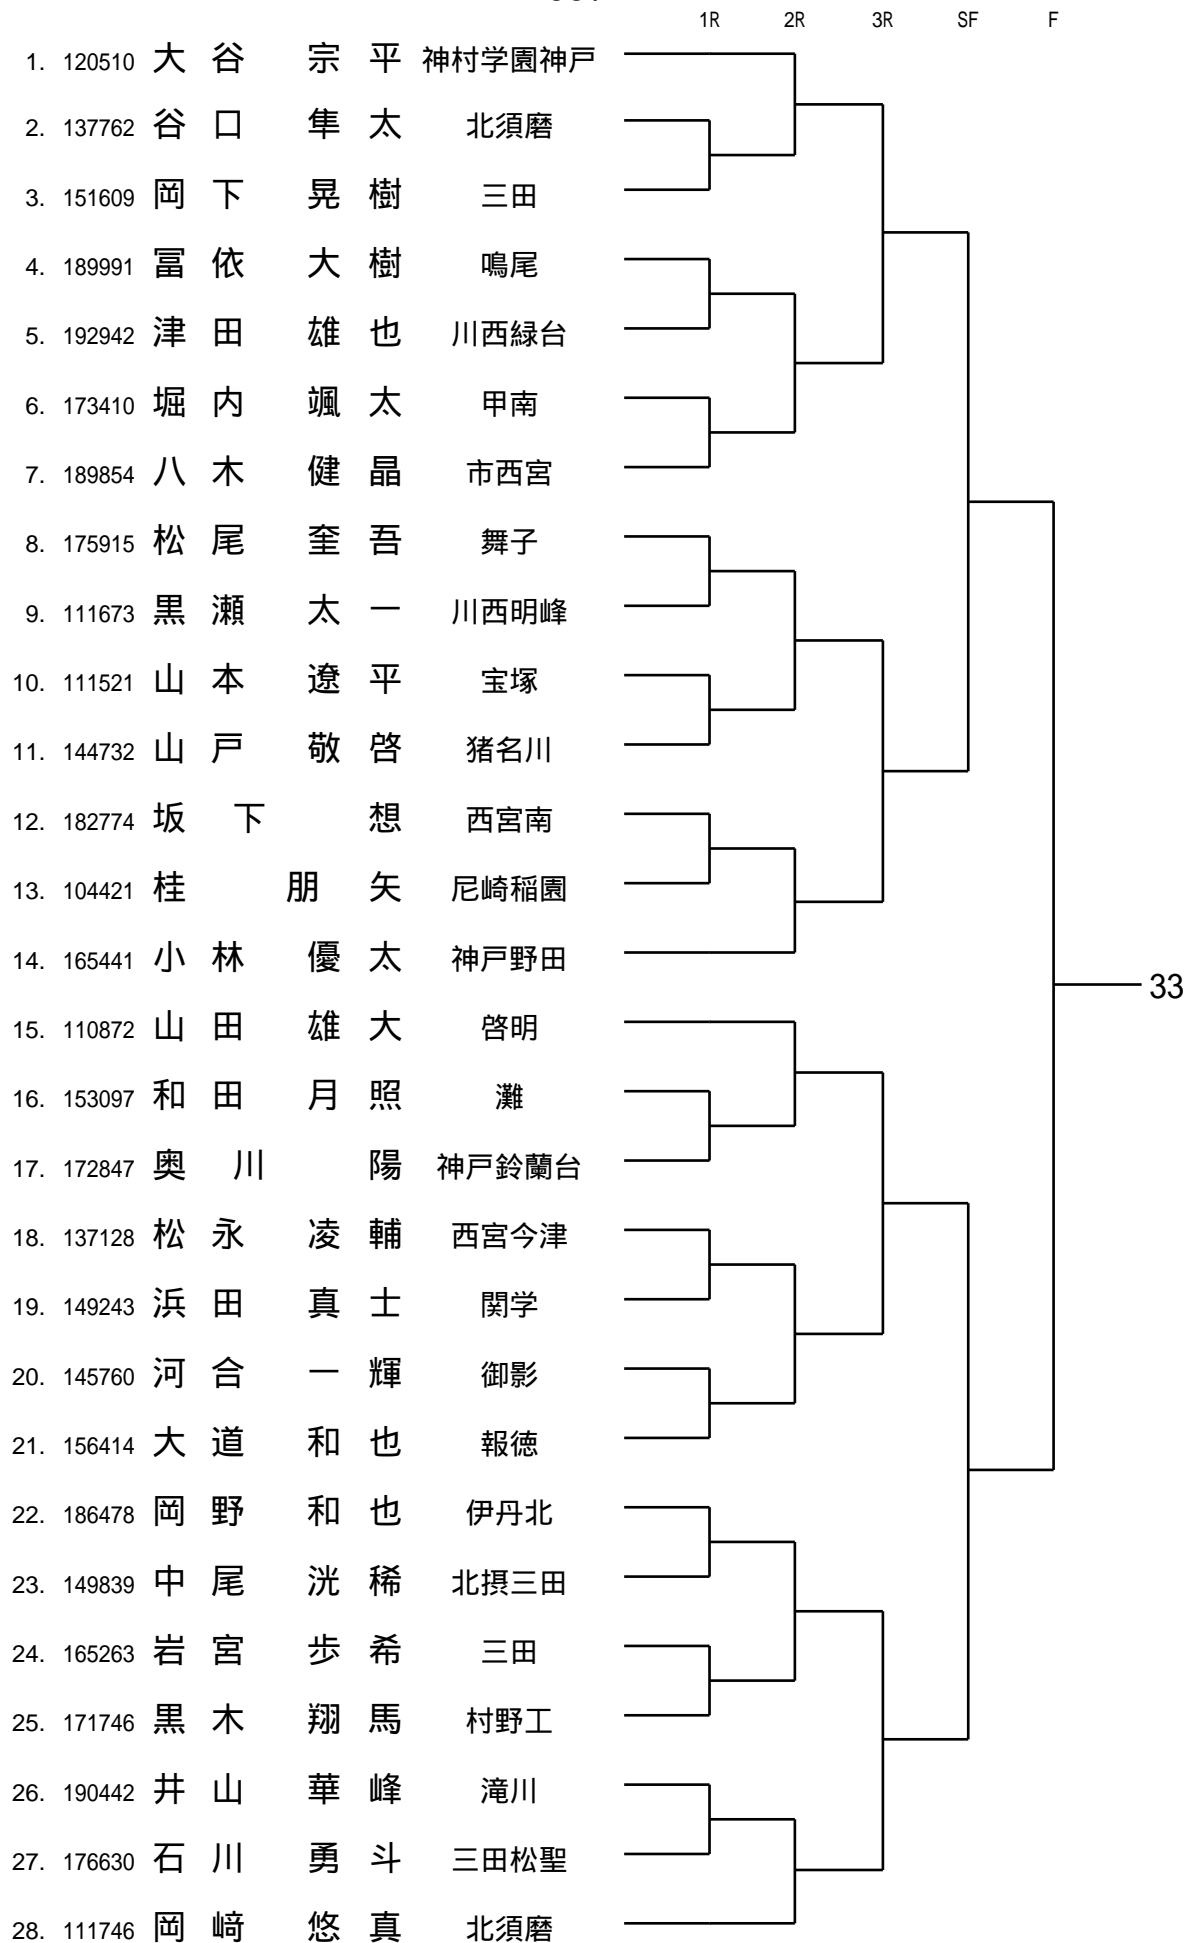 1R 2R 3R SF F
1. 120510 大谷 宗平 神村学園神戸
2. 137762 谷口 隼太 北須磨
3. 151609 岡下 晃樹 三田
4. 189991 冨依 大樹 鳴尾
5. 192942 津田 雄也 川西緑台
6. 173410 堀内 颯太 甲南
7. 189854 八木 健晶 市西宮
8. 175915 松尾 奎吾 舞子
9. 111673 黒瀬 太一 川西明峰
10. 111521 山本 遼平 宝塚
11. 144732 山戸 敬啓 猪名川
12. 182774 坂下 想 西宮南
13. 104421 桂 朋矢 尼崎稲園
14. 165441 小林 優太 神戸野田
33
15. 110872 山田 雄大 啓明
16. 153097 和田 月照 灘
17. 172847 奥川 陽 神戸鈴蘭台
18. 137128 松永 凌輔 西宮今津
19. 149243 浜田 真士 関学
20. 145760 河合 一輝 御影
21. 156414 大道 和也 報徳
22. 186478 岡野 和也 伊丹北
23. 149839 中尾 洸稀 北摂三田
24. 165263 岩宮 歩希 三田
25. 171746 黒木 翔馬 村野工
26. 190442 井山 華峰 滝川
27. 176630 石川 勇斗 三田松聖
28. 111746 岡﨑 悠真 北須磨